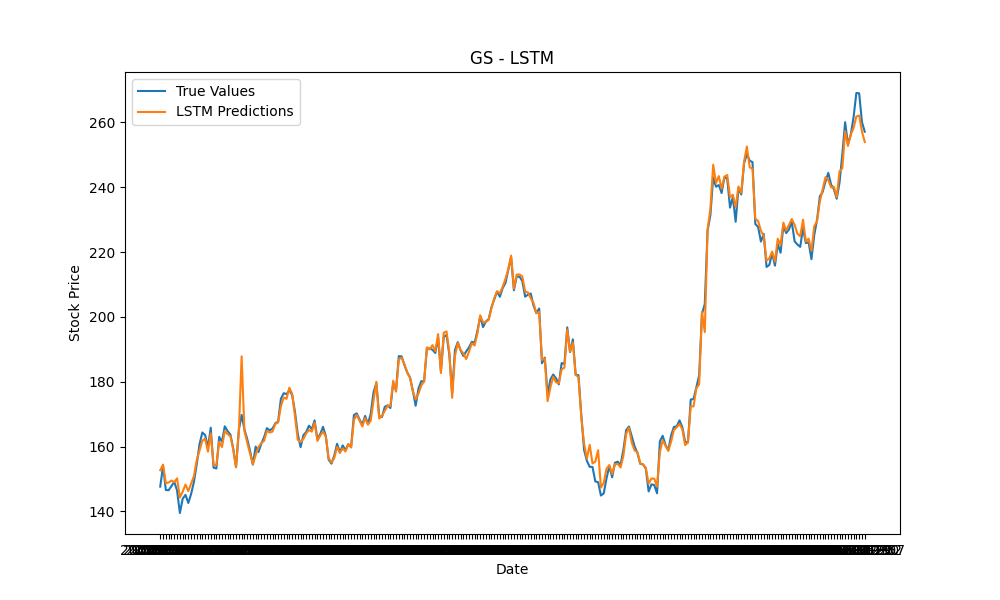 GS - LSTM
True Values
LSTM Predictions
260
240
220
200
180
160
140
Stock Price
Date